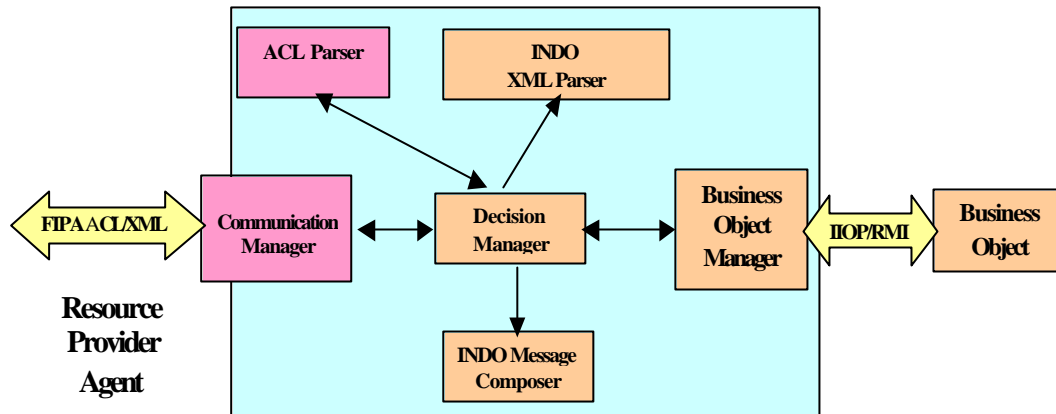 ACL Parser
INDO
XML Parser
FIPA ACL/XML
Communication
Manager
Decision
Manager
Business
Object
Manager
IIOP/RMI
Business
Object
Resource
Provider
Agent
INDO Message
Composer